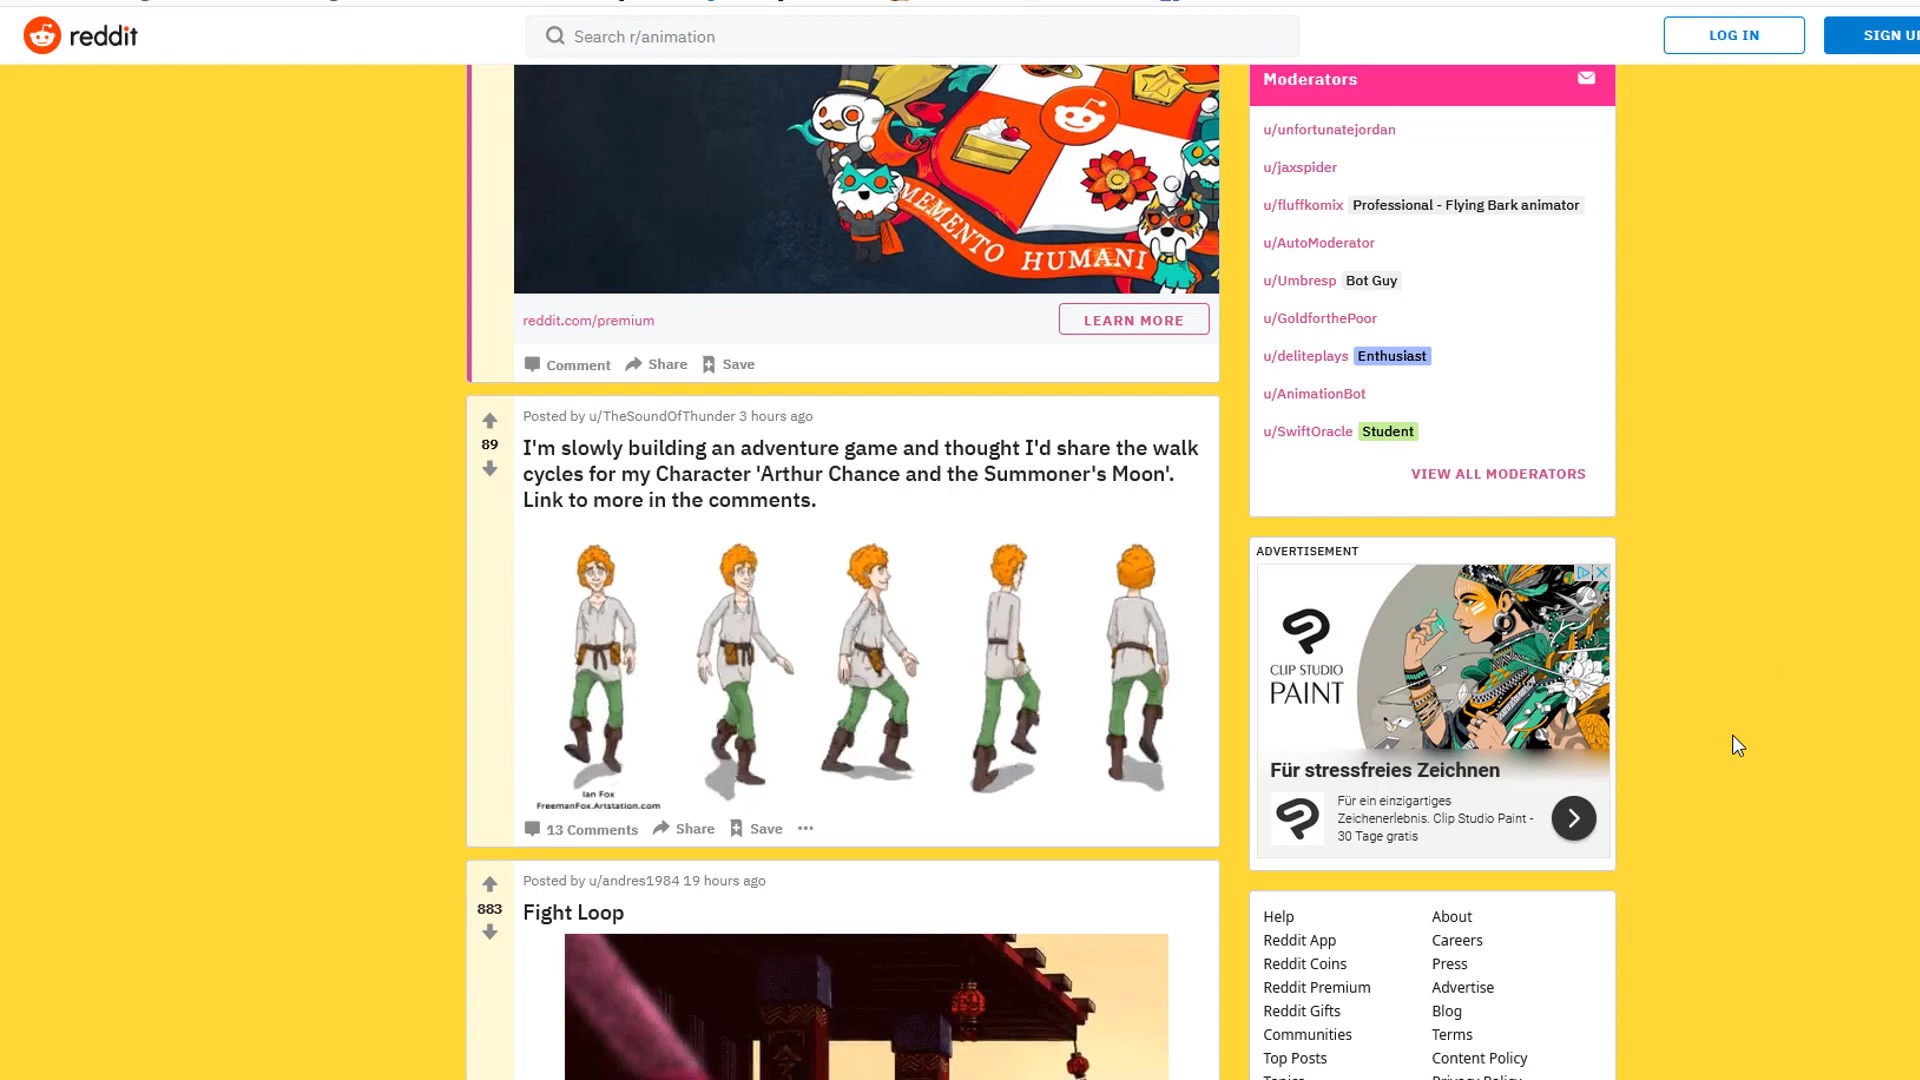 reddit
Search r/animation
LOG IN
SIGN UP
MEMENTO HUMANI
reddit.com/premium
LEARN MORE
Comment
Share
Save
Posted by u/TheSoundOfThunder 3 hours ago
89
I'm slowly building an adventure game and thought I'd share the walk
cycles for my Character 'Arthur Chance and the Summoner's Moon'.
Link to more in the comments.
Ian Fox
FreemanFox.Artstation.com
13 Comments
Share
Save
Posted by u/andres1984 19 hours ago
883
Fight Loop
Moderators
u/unfortunatejordan
u/jaxspider
u/fluffkomix Professional - Flying Bark animator
u/AutoModerator
u/Umbresp Bot Guy
u/GoldforthePoor
u/deliteplays Enthusiast
u/AnimationBot
u/SwiftOracle Student
VIEW ALL MODERATORS
ADVERTISEMENT
CLIP STUDIO
PAINT
Für stressfreies Zeichnen
Für ein einzigartiges
Zeichenerlebnis. Clip Studio Paint -
30 Tage gratis
Help
About
Reddit App
Careers
Reddit Coins
Press
Reddit Premium
Advertise
Reddit Gifts
Blog
Communities
Terms
Top Posts
Content Policy